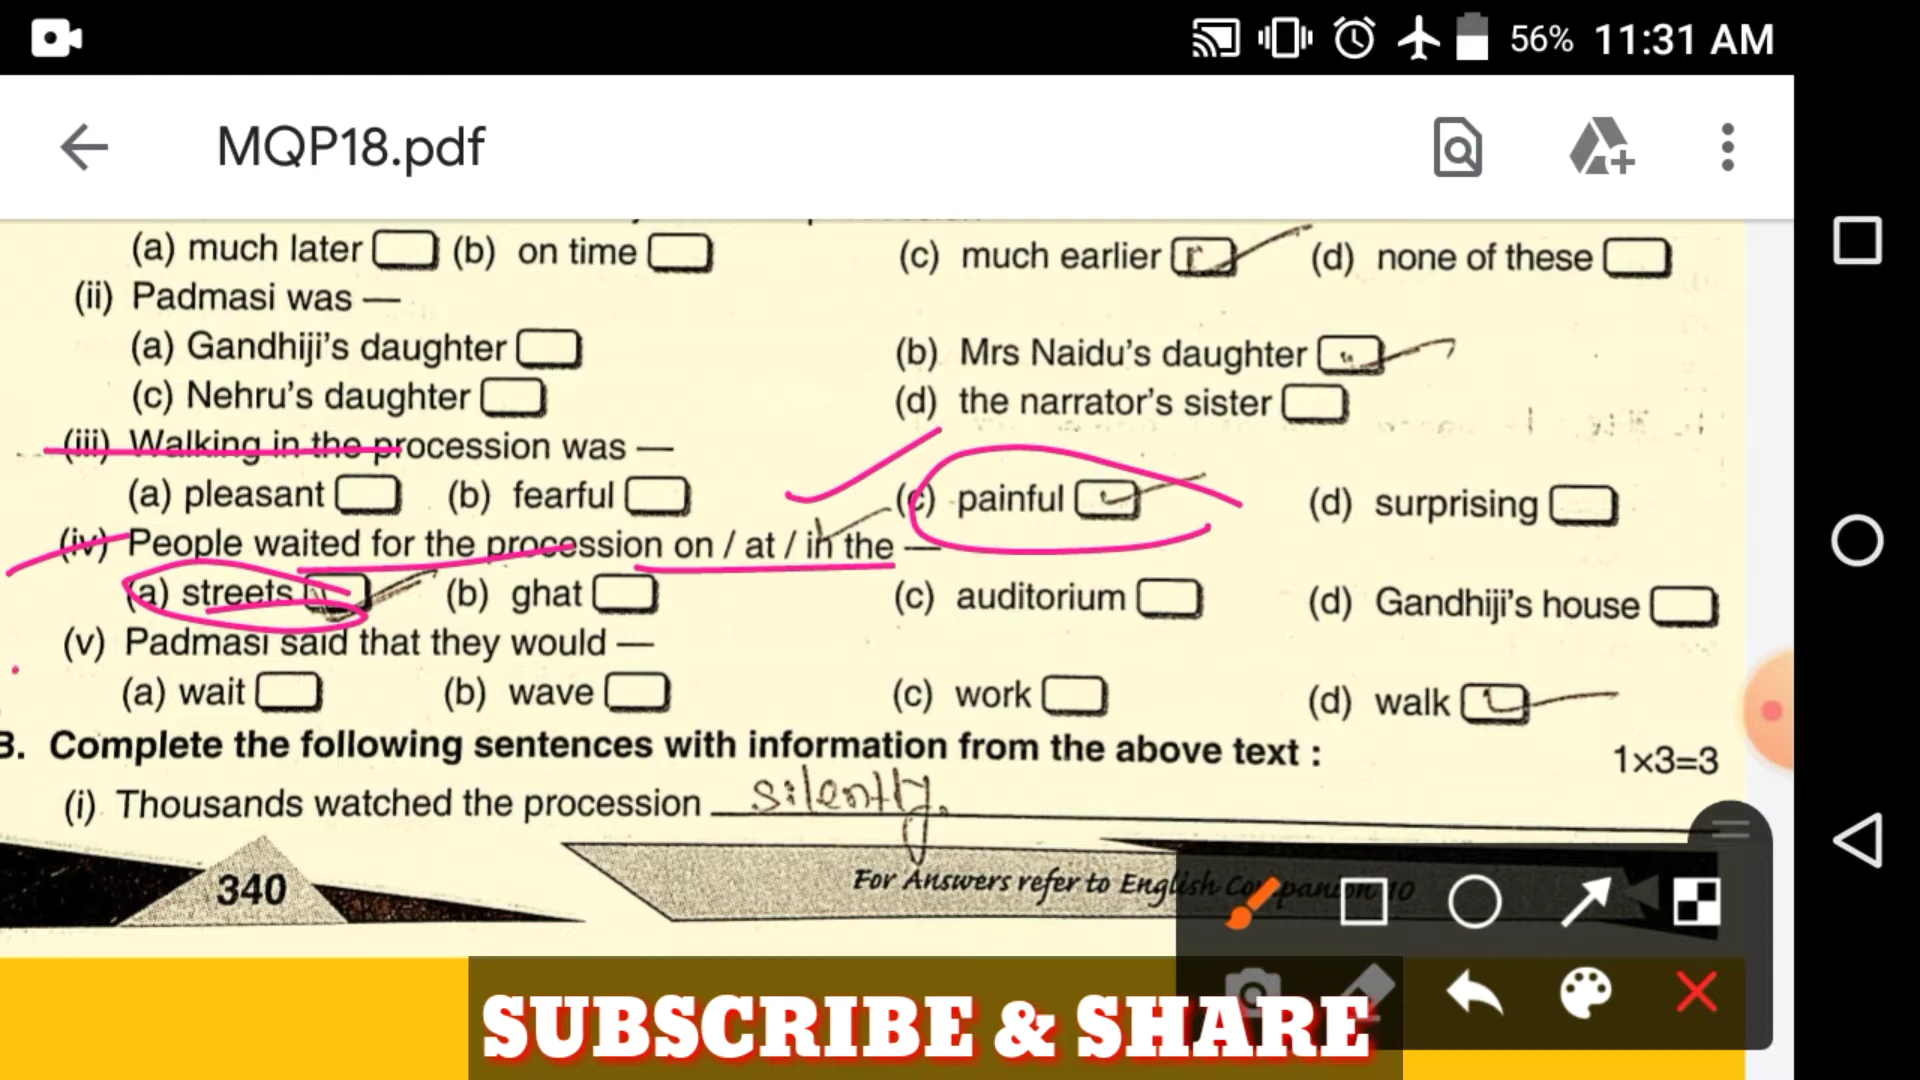 56% 11:31 AM
MQP18.pdf
(a) much later (b) on time (c) much earlier (d) none of these
(ii) Padmasi was —
(a) Gandhiji's daughter (b) Mrs Naidu's daughter
(c) Nehru's daughter (d) the narrator's sister
(iii) Walking in the procession was —
(a) pleasant (b) fearful (c) painful (d) surprising
(iv) People waited for the procession on / at / in the —
(a) streets (b) ghat (c) auditorium (d) Gandhiji's house
(v) Padmasi said that they would —
(a) wait (b) wave (c) work (d) walk
B. Complete the following sentences with information from the above text : 1×3=3
(i) Thousands watched the procession silently.
340
For Answers refer to English Companion 10
SUBSCRIBE & SHARE